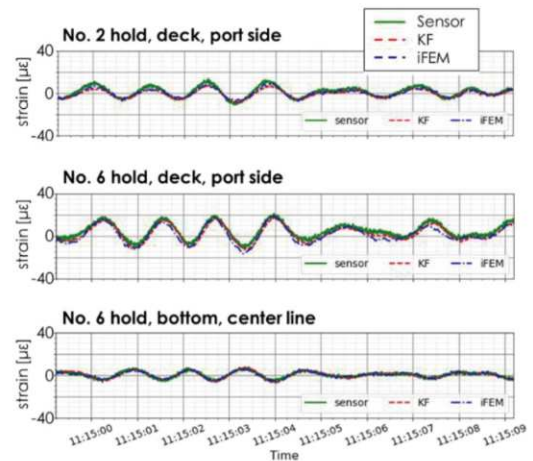 Sensor
KF
iFEM
No. 2 hold, deck, port side
40
0
-40
strain [με]
sensor KF iFEM
No. 6 hold, deck, port side
40
0
-40
strain [με]
sensor KF iFEM
No. 6 hold, bottom, center line
40
0
-40
strain [με]
sensor KF iFEM
11:15:00 11:15:01 11:15:02 11:15:03 11:15:04 11:15:05 11:15:06 11:15:07 11:15:08 11:15:09
Time